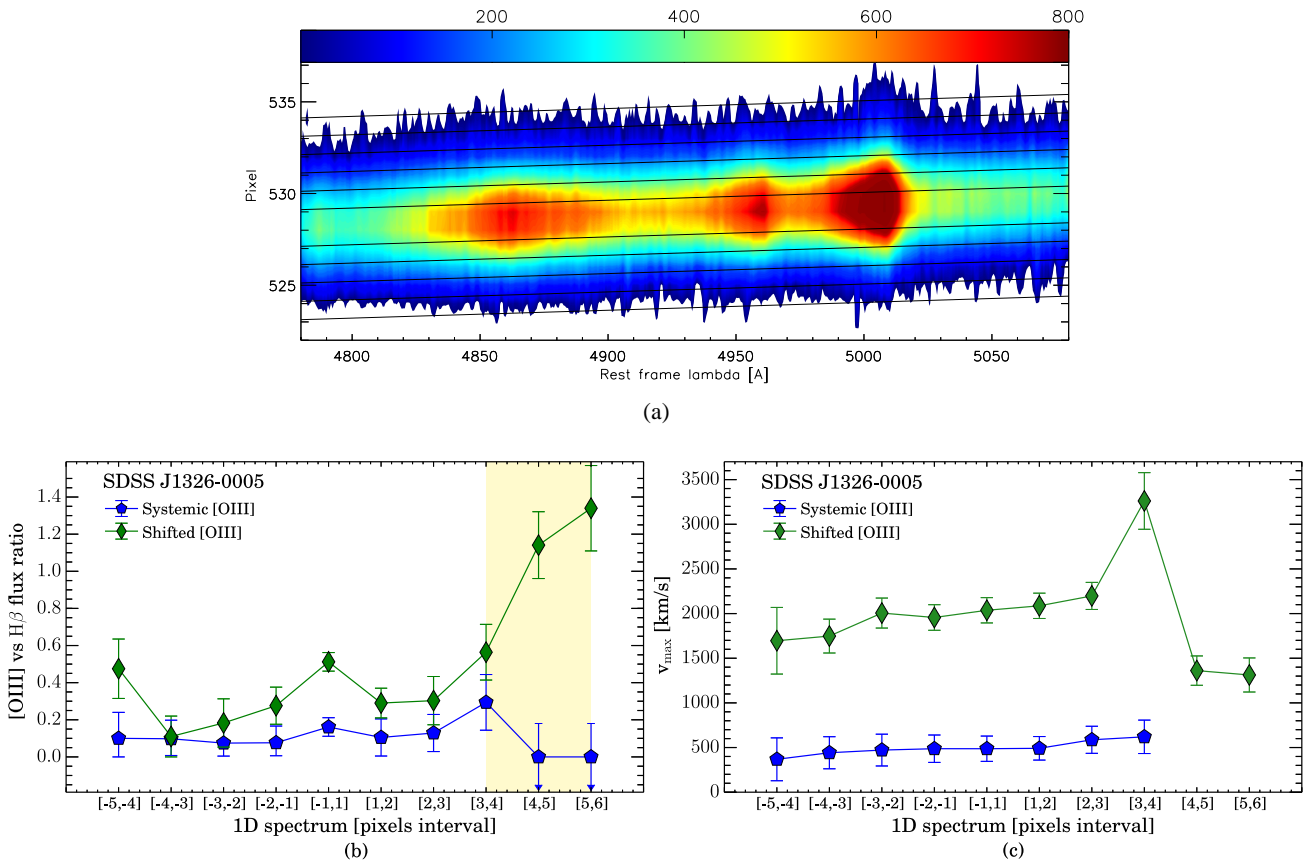 200 400 600 800
535
530
525
Pixel
4800 4850 4900 4950 5000 5050
Rest frame lambda [A]
(a)
SDSS J1326-0005
Systemic [OIII]
Shifted [OIII]
1.4
1.2
1.0
0.8
0.6
0.4
0.2
0.0
[OIII] vs Hβ flux ratio
[-5,-4] [-4,-3] [-3,-2] [-2,-1] [-1,1] [1,2] [2,3] [3,4] [4,5] [5,6]
1D spectrum [pixels interval]
(b)
SDSS J1326-0005
Systemic [OIII]
Shifted [OIII]
3500
3000
2500
2000
1500
1000
500
0
vmax [km/s]
[-5,-4] [-4,-3] [-3,-2] [-2,-1] [-1,1] [1,2] [2,3] [3,4] [4,5] [5,6]
1D spectrum [pixels interval]
(c)